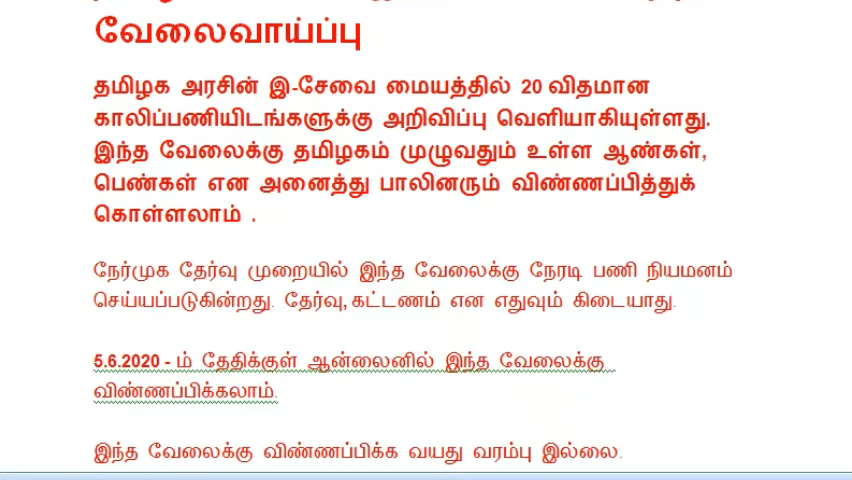 வேலைவாய்ப்பு
தமிழக அரசின் இ-சேவை மையத்தில் 20 விதமான
காலிப்பணியிடங்களுக்கு அறிவிப்பு வெளியாகியுள்ளது.
இந்த வேலைக்கு தமிழகம் முழுவதும் உள்ள ஆண்கள்,
பெண்கள் என அனைத்து பாலினரும் விண்ணப்பித்துக்
கொள்ளலாம் .
நேர்முக தேர்வு முறையில் இந்த வேலைக்கு நேரடி பணி நியமனம்
செய்யப்படுகின்றது. தேர்வு, கட்டணம் என எதுவும் கிடையாது.
5.6.2020 - ம் தேதிக்குள் ஆன்லைனில் இந்த வேலைக்கு
விண்ணப்பிக்கலாம்.
இந்த வேலைக்கு விண்ணப்பிக்க வயது வரம்பு இல்லை.